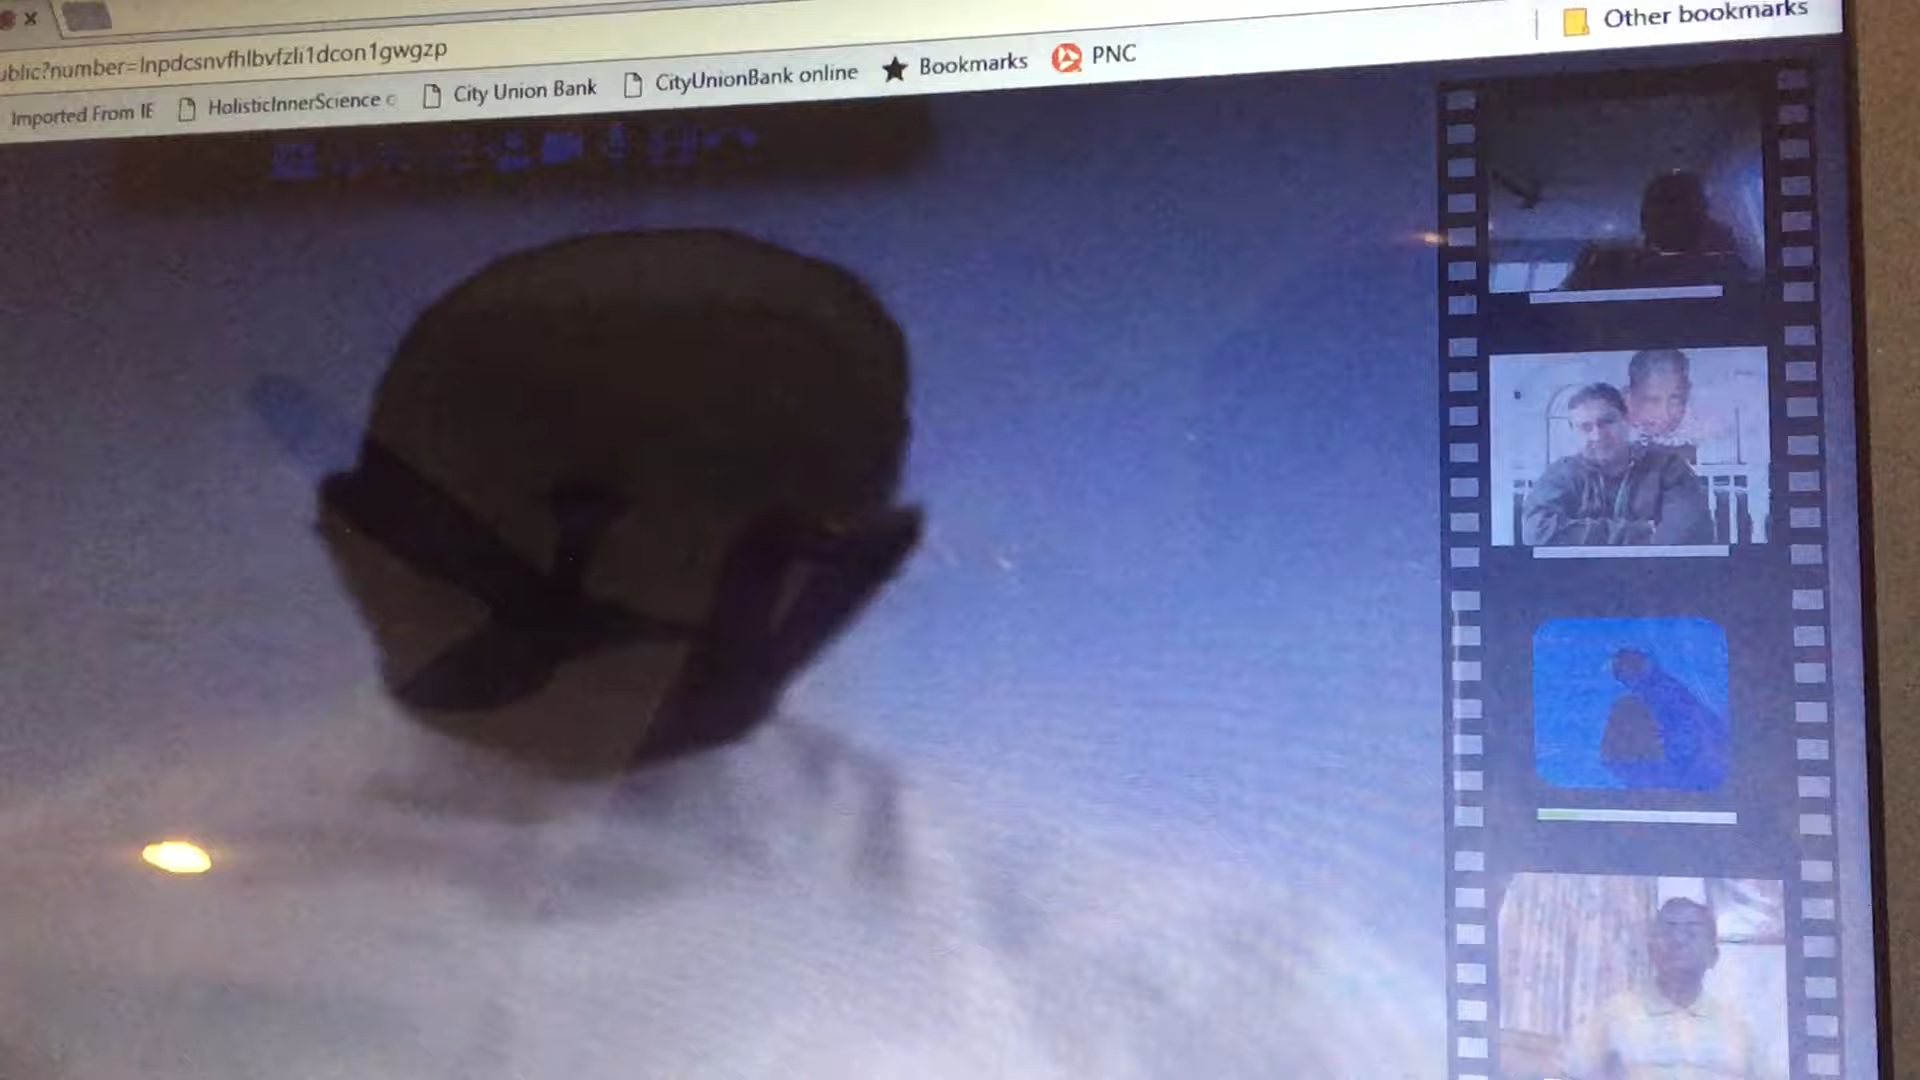 ublic?number=lnpdcsnvfhlbvfzli1dcon1gwgzp
Imported From IE HolisticInnerScience c City Union Bank CityUnionBank online Bookmarks PNC Other bookmarks